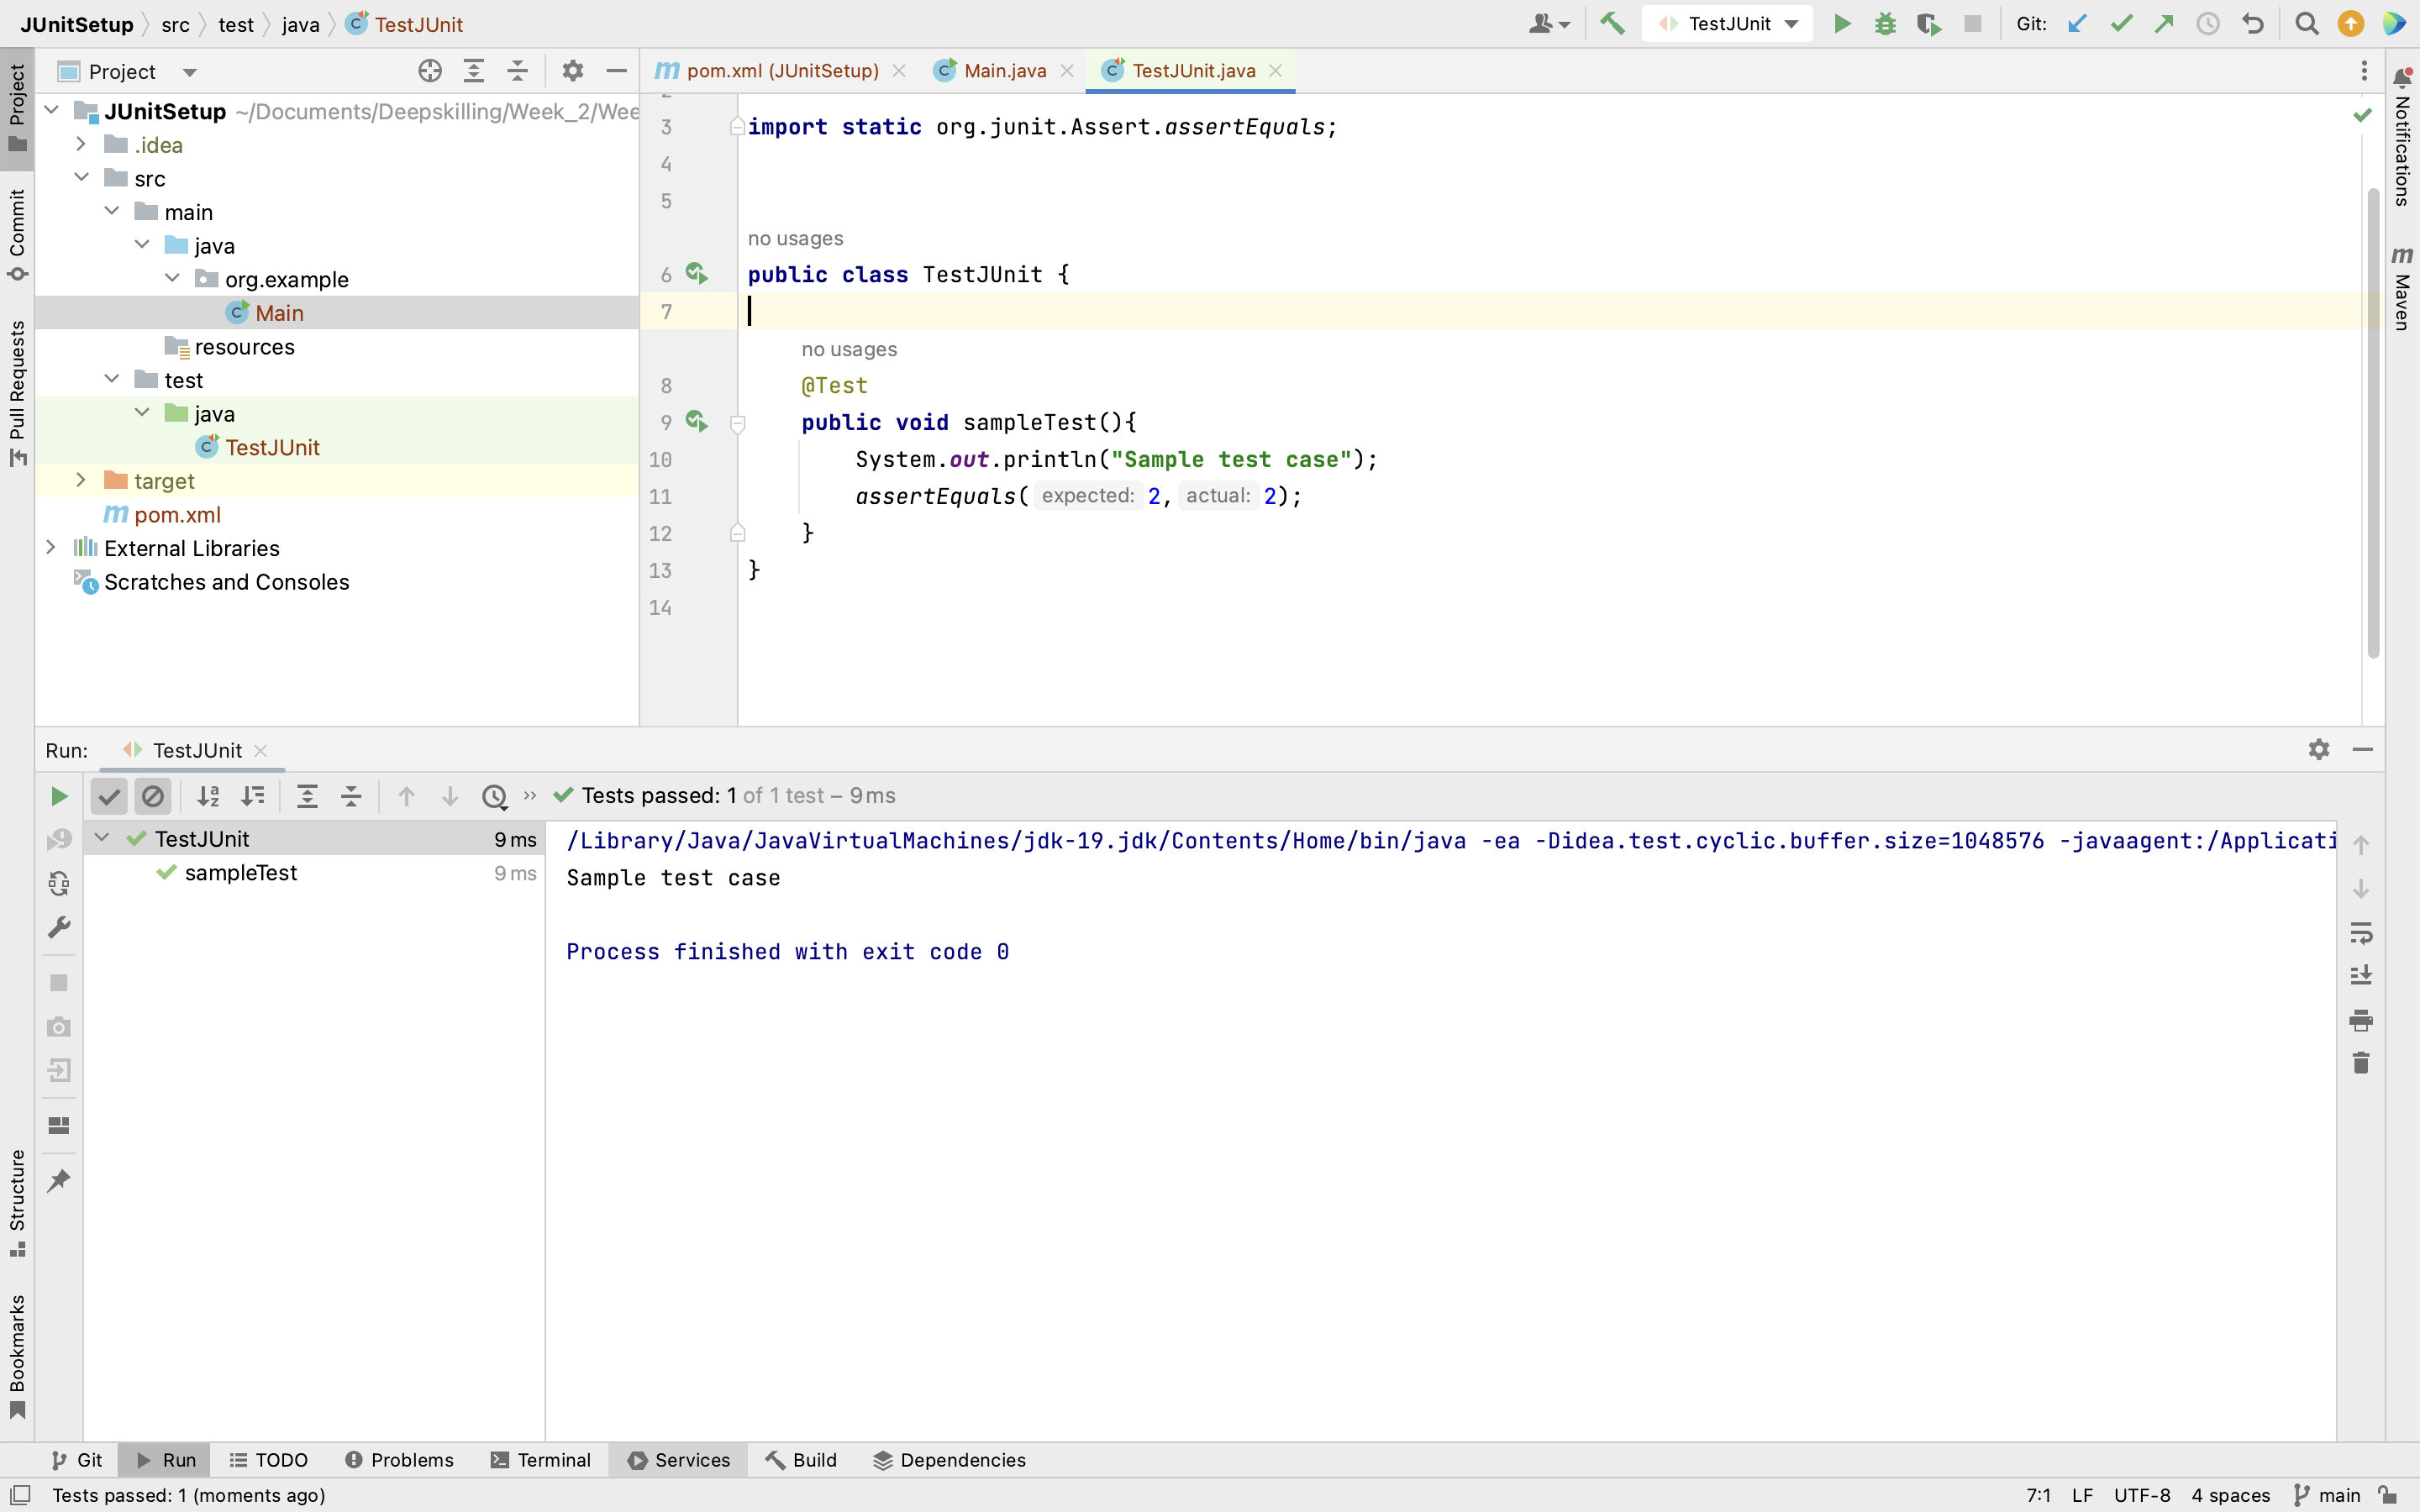 JUnitSetup src test java TestJUnit
TestJUnit Git:
Project
pom.xml (JUnitSetup) Main.java TestJUnit.java
JUnitSetup ~/Documents/Deepskilling/Week_2/Wee
.idea
src
main
java
org.example
Main
resources
test
java
TestJUnit
target
pom.xml
External Libraries
Scratches and Consoles
3 import static org.junit.Assert.assertEquals;
4
5
no usages
6 public class TestJUnit {
7
no usages
8 @Test
9 public void sampleTest(){
10 System.out.println("Sample test case");
11 assertEquals( expected: 2, actual: 2);
12 }
13 }
14
Project
Commit
Pull Requests
Structure
Bookmarks
Notifications
Maven
Run: TestJUnit
Tests passed: 1 of 1 test – 9 ms
TestJUnit 9 ms
sampleTest 9 ms
/Library/Java/JavaVirtualMachines/jdk-19.jdk/Contents/Home/bin/java -ea -Didea.test.cyclic.buffer.size=1048576 -javaagent:/Applicati
Sample test case
Process finished with exit code 0
Git Run TODO Problems Terminal Services Build Dependencies
Tests passed: 1 (moments ago)
7:1 LF UTF-8 4 spaces main